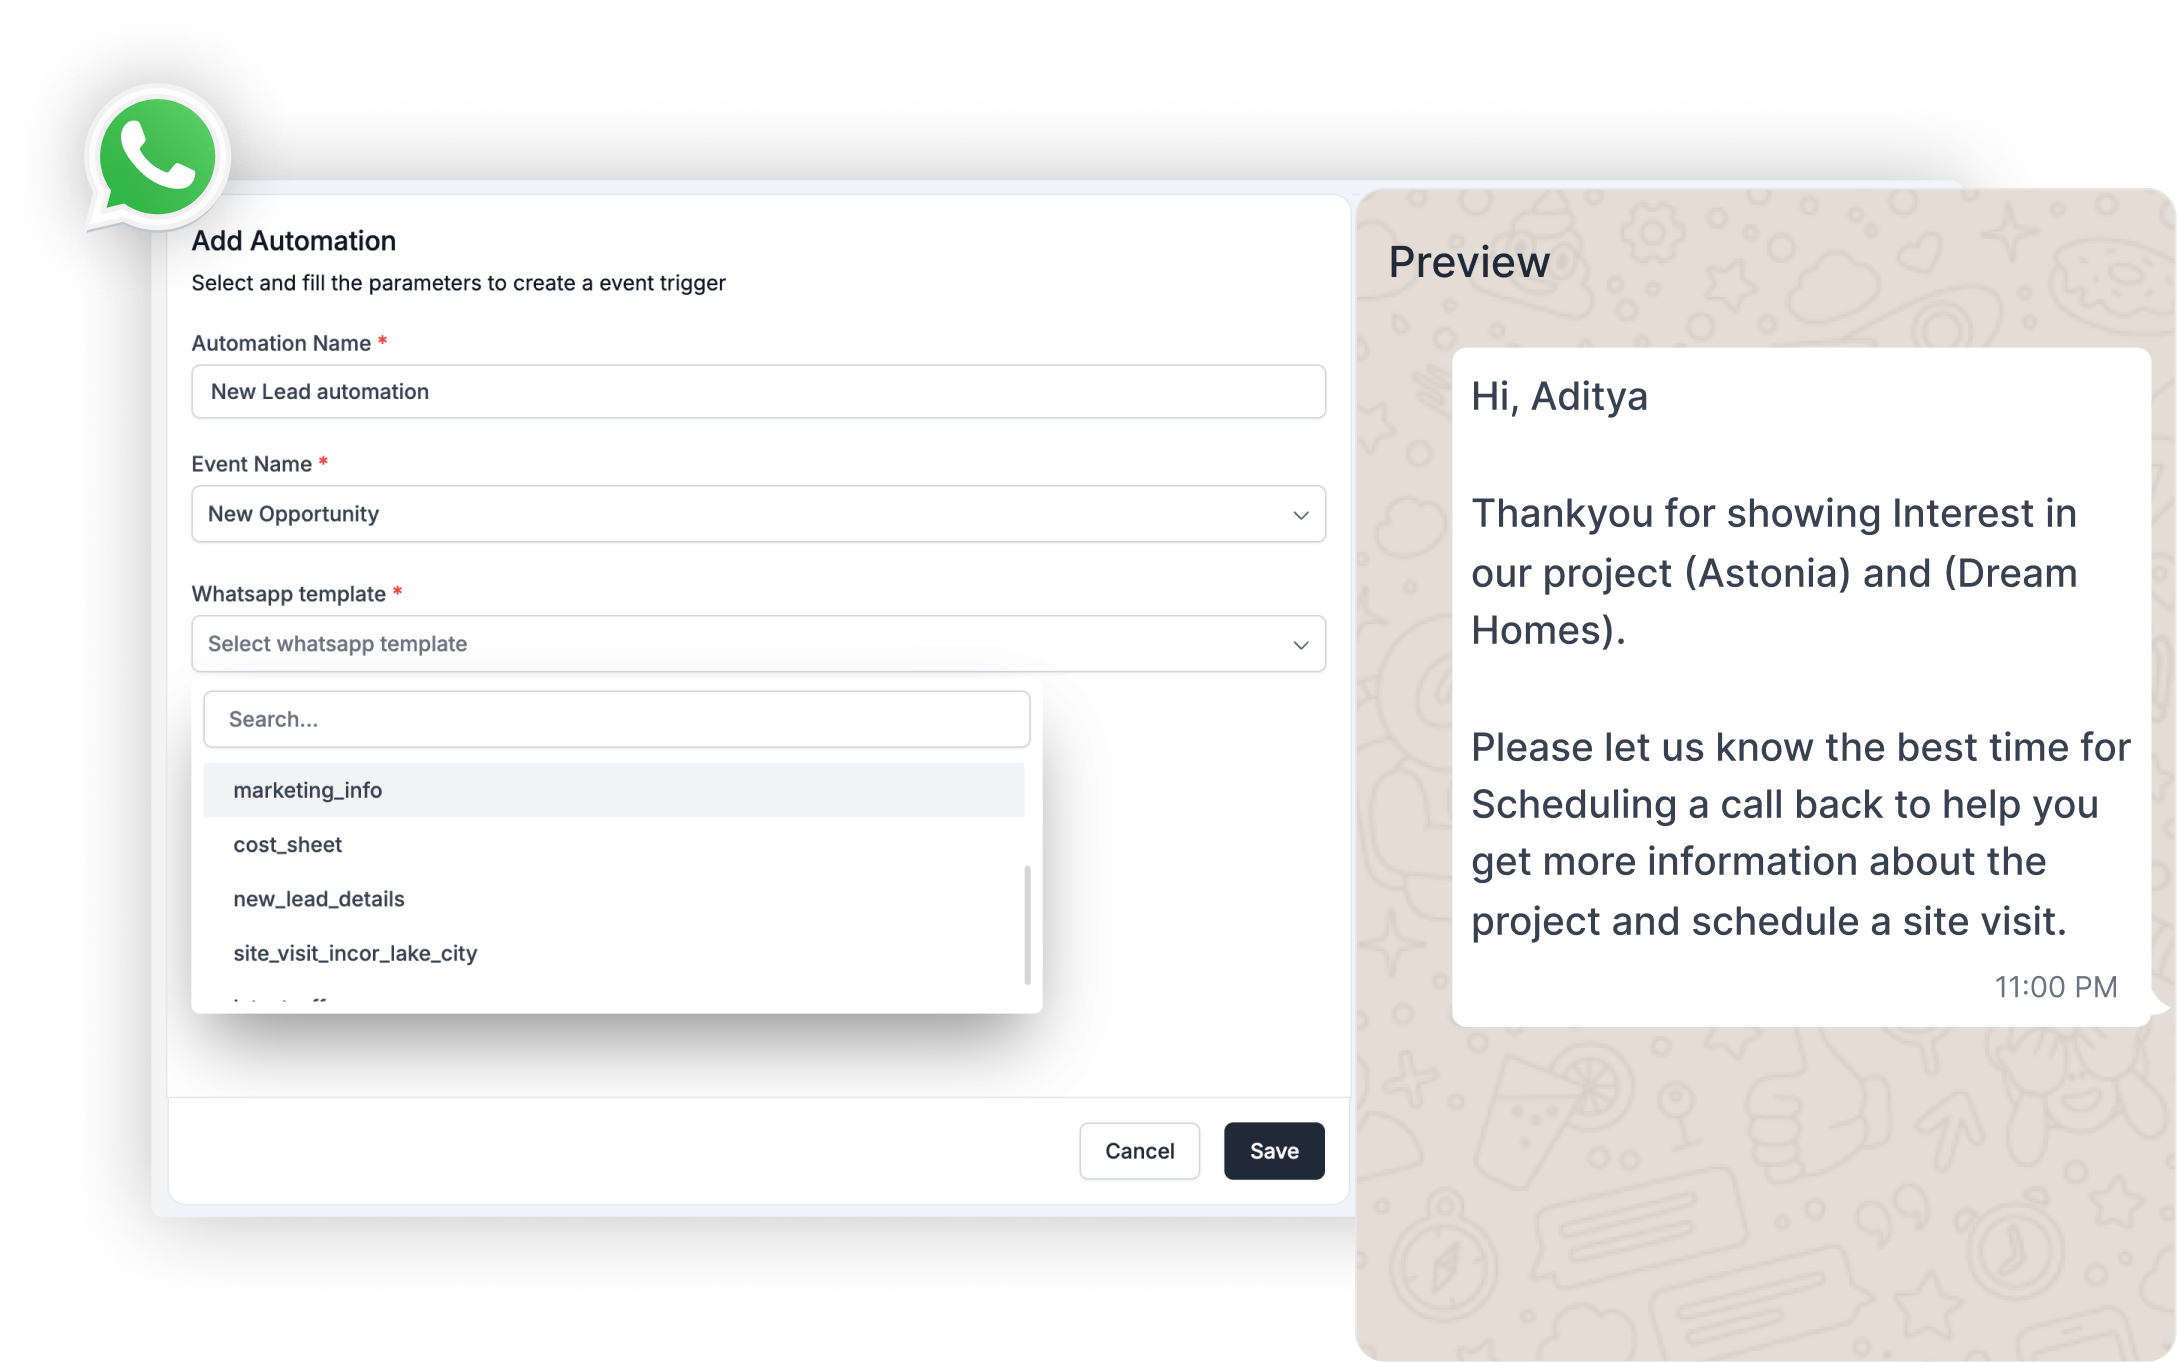 Add Automation
Select and fill the parameters to create a event trigger
Automation Name *
New Lead automation
Event Name *
New Opportunity
Whatsapp template *
Select whatsapp template
Search...
marketing_info
cost_sheet
new_lead_details
site_visit_incor_lake_city
Cancel
Save
Preview
Hi, Aditya
Thankyou for showing Interest in
our project (Astonia) and (Dream
Homes).
Please let us know the best time for
Scheduling a call back to help you
get more information about the
project and schedule a site visit.
11:00 PM